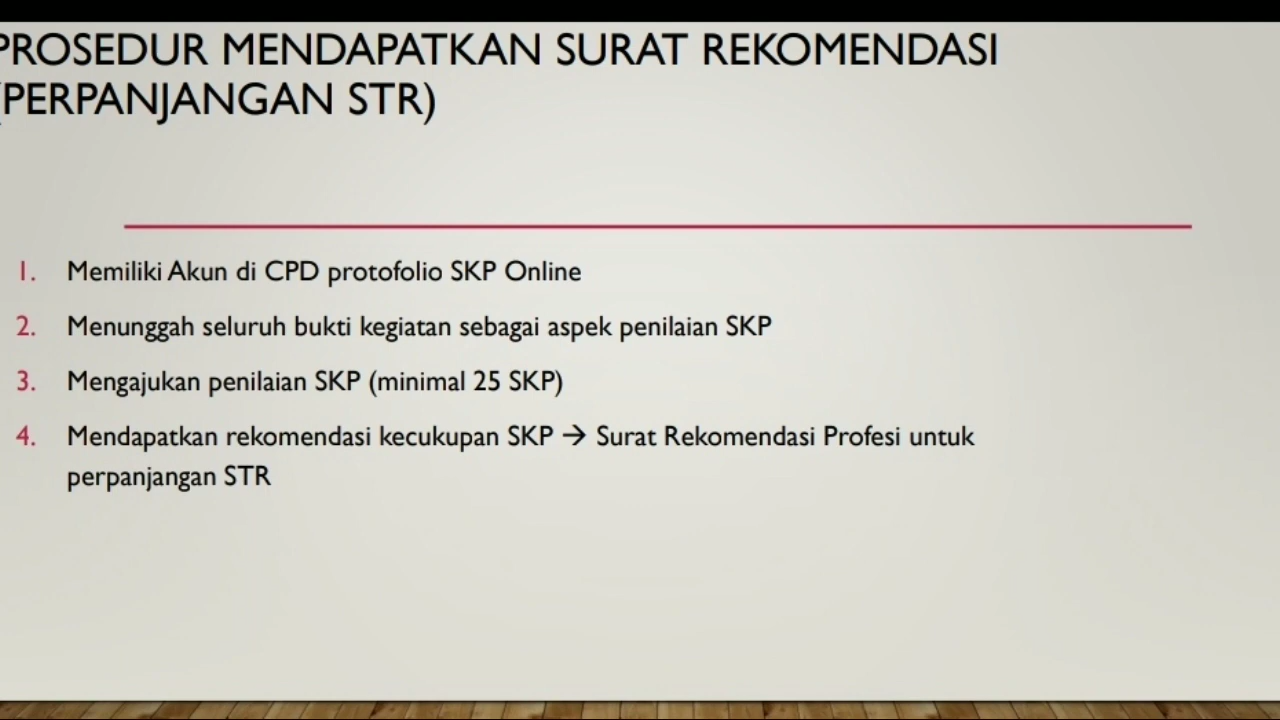 PROSEDUR MENDAPATKAN SURAT REKOMENDASI
(PERPANJANGAN STR)
1. Memiliki Akun di CPD protofolio SKP Online
2. Menunggah seluruh bukti kegiatan sebagai aspek penilaian SKP
3. Mengajukan penilaian SKP (minimal 25 SKP)
4. Mendapatkan rekomendasi kecukupan SKP → Surat Rekomendasi Profesi untuk
perpanjangan STR